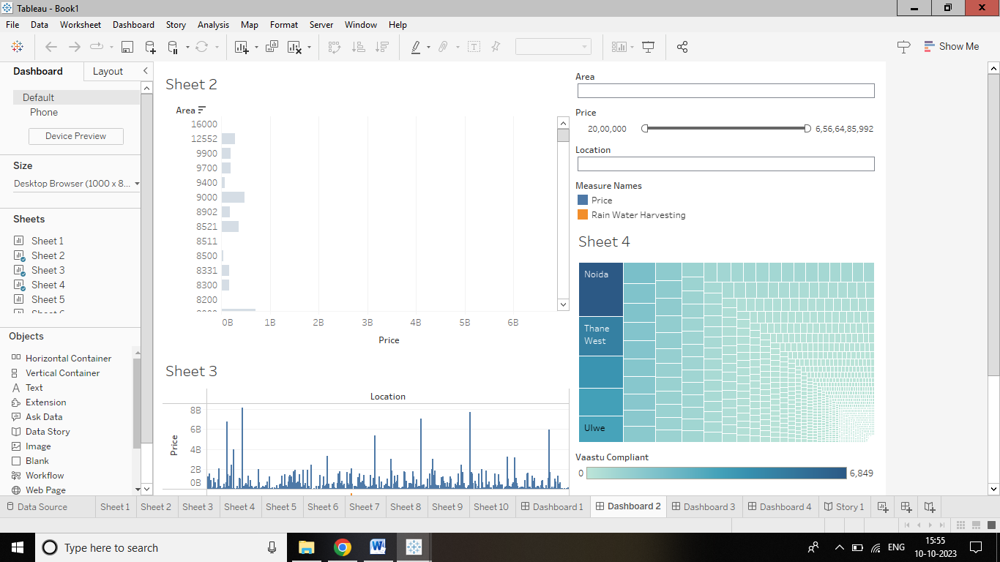 Tableau - Book1
File Data Worksheet Dashboard Story Analysis Map Format Server Window Help
Show Me
Dashboard Layout
Default
Phone
Device Preview
Size
Desktop Browser (1000 x 8...
Sheets
Sheet 1
Sheet 2
Sheet 3
Sheet 4
Sheet 5
Objects
Horizontal Container
Vertical Container
Text
Extension
Ask Data
Data Story
Image
Blank
Workflow
Web Page
Sheet 2
Area
16000
12552
9900
9700
9400
9000
8902
8521
8511
8500
8331
8300
8200
0B 1B 2B 3B 4B 5B 6B
Price
Sheet 3
Location
8B
6B
4B
2B
0B
Price
Area
Price
20,00,000 6,56,64,85,992
Location
Measure Names
Price
Rain Water Harvesting
Sheet 4
Noida
Thane
West
Ulwe
Vaastu Compliant
0 6,849
Data Source Sheet 1 Sheet 2 Sheet 3 Sheet 4 Sheet 5 Sheet 6 Sheet 7 Sheet 8 Sheet 9 Sheet 10 Dashboard 1 Dashboard 2 Dashboard 3 Dashboard 4 Story 1
Type here to search
ENG
15:55
10-10-2023